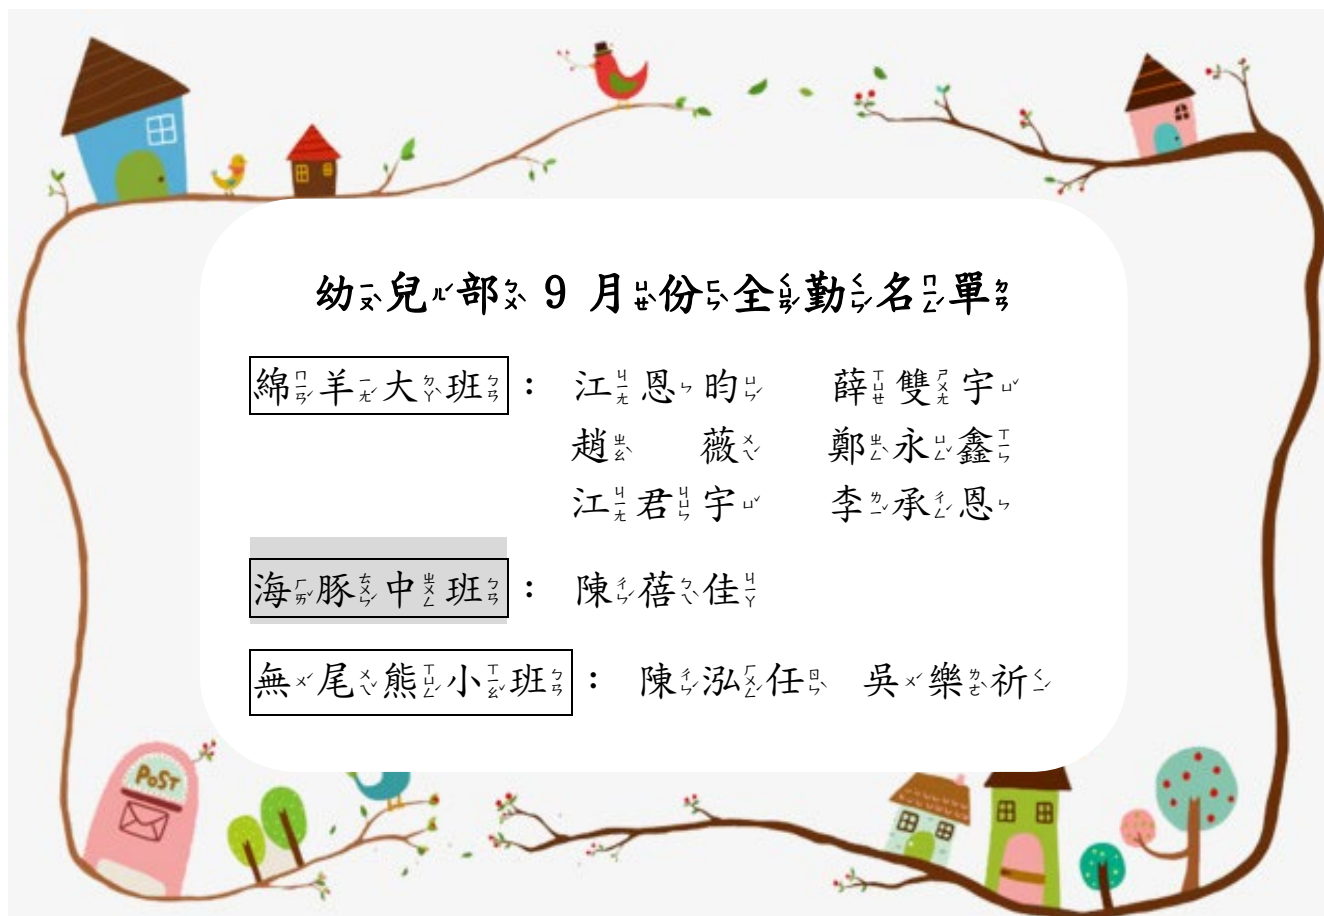 幼兒部 9 月份全勤名單
綿羊大班： 江恩昀 薛雙宇
趙 薇 鄭永鑫
江君宇 李承恩
海豚中班： 陳蓓佳
無尾熊小班： 陳泓任 吳樂祈
POST